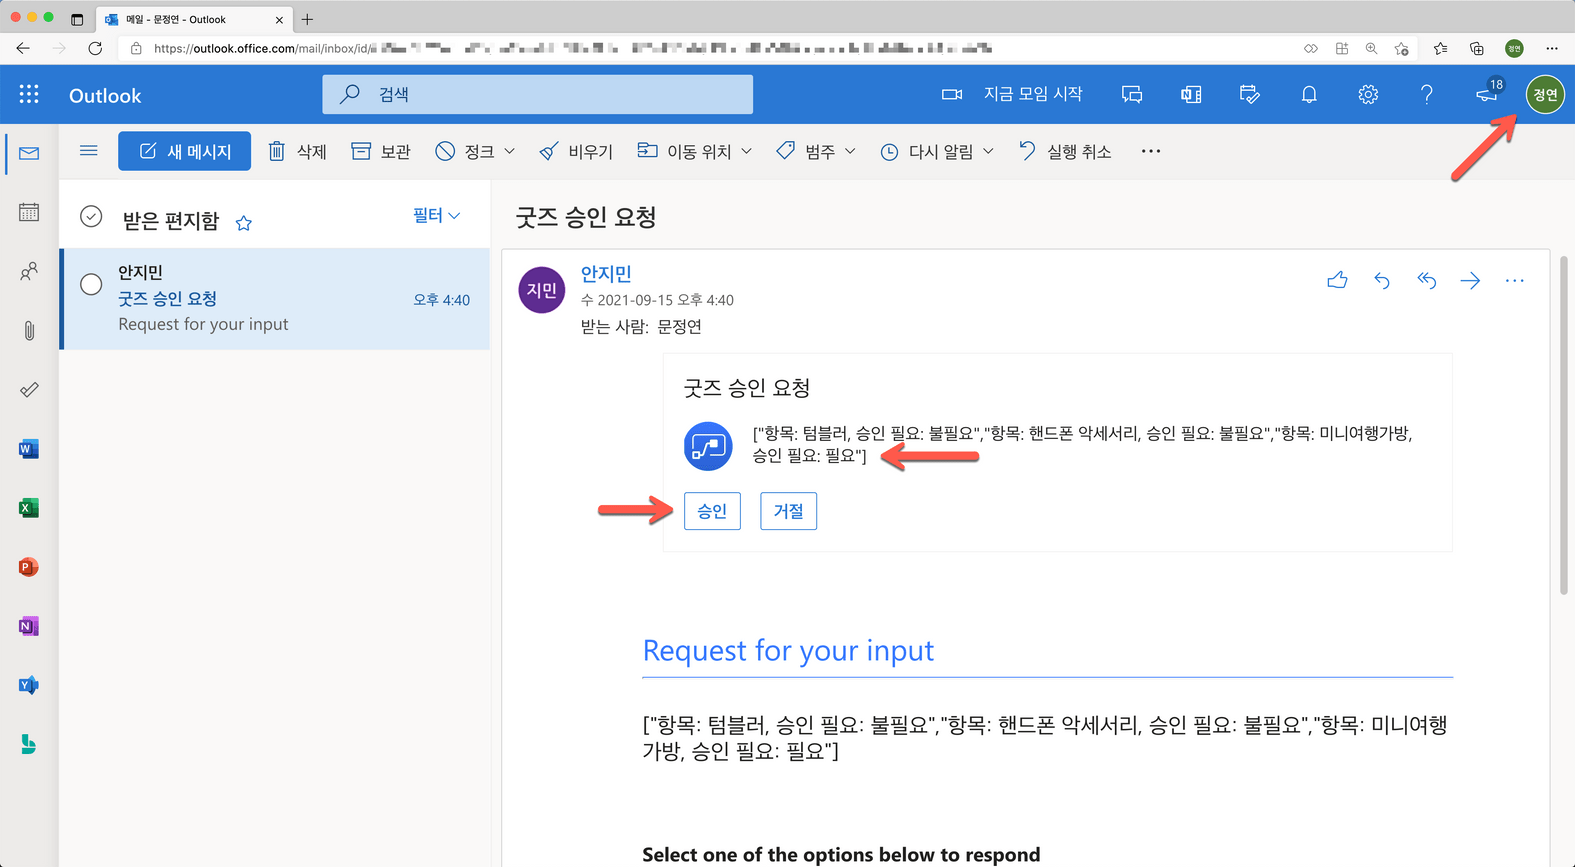 메일 - 문정연 - Outlook
https://outlook.office.com/mail/inbox/id/
정연
Outlook
검색
지금 모임 시작
18
정연
새 메시지
삭제
보관
정크
비우기
이동 위치
범주
다시 알림
실행 취소
받은 편지함
필터
안지민
굿즈 승인 요청
오후 4:40
Request for your input
굿즈 승인 요청
지민
안지민
수 2021-09-15 오후 4:40
받는 사람: 문정연
굿즈 승인 요청
["항목: 텀블러, 승인 필요: 불필요","항목: 핸드폰 악세서리, 승인 필요: 불필요","항목: 미니여행가방,
승인 필요: 필요"]
승인
거절
Request for your input
["항목: 텀블러, 승인 필요: 불필요","항목: 핸드폰 악세서리, 승인 필요: 불필요","항목: 미니여행
가방, 승인 필요: 필요"]
Select one of the options below to respond